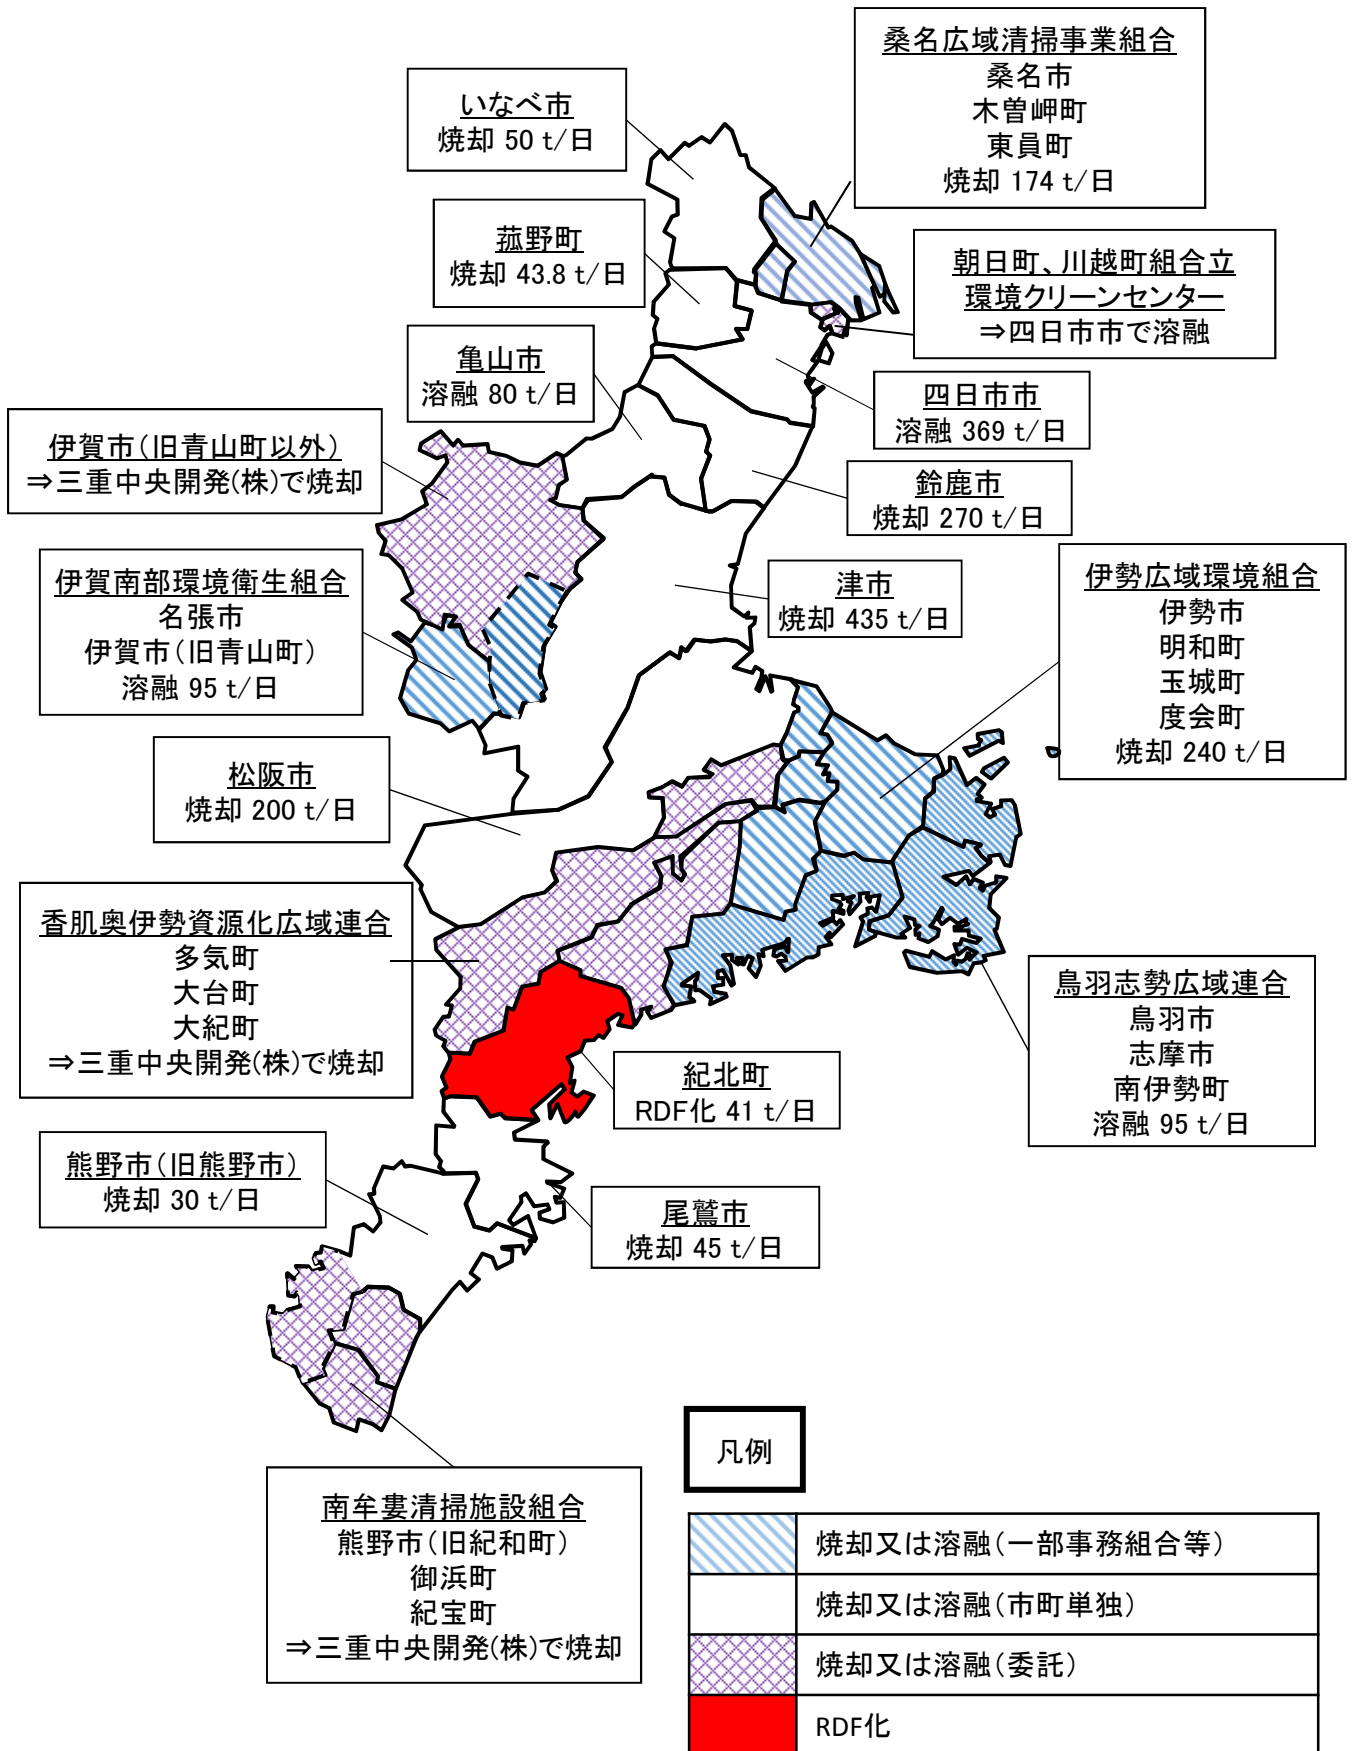 桑名広域清掃事業組合
桑名市
木曽岬町
東員町
焼却 174 t/日
いなべ市
焼却 50 t/日
菰野町
焼却 43.8 t/日
朝日町、川越町組合立
環境クリーンセンター
⇒四日市市で溶融
亀山市
溶融 80 t/日
四日市市
溶融 369 t/日
伊賀市(旧青山町以外)
⇒三重中央開発(株)で焼却
鈴鹿市
焼却 270 t/日
伊賀南部環境衛生組合
名張市
伊賀市(旧青山町)
溶融 95 t/日
津市
焼却 435 t/日
伊勢広域環境組合
伊勢市
明和町
玉城町
度会町
焼却 240 t/日
松阪市
焼却 200 t/日
香肌奥伊勢資源化広域連合
多気町
大台町
大紀町
⇒三重中央開発(株)で焼却
鳥羽志勢広域連合
鳥羽市
志摩市
南伊勢町
溶融 95 t/日
紀北町
RDF化 41 t/日
熊野市(旧熊野市)
焼却 30 t/日
尾鷲市
焼却 45 t/日
南牟婁清掃施設組合
熊野市(旧紀和町)
御浜町
紀宝町
⇒三重中央開発(株)で焼却
凡例
焼却又は溶融(一部事務組合等)
焼却又は溶融(市町単独)
焼却又は溶融(委託)
RDF化